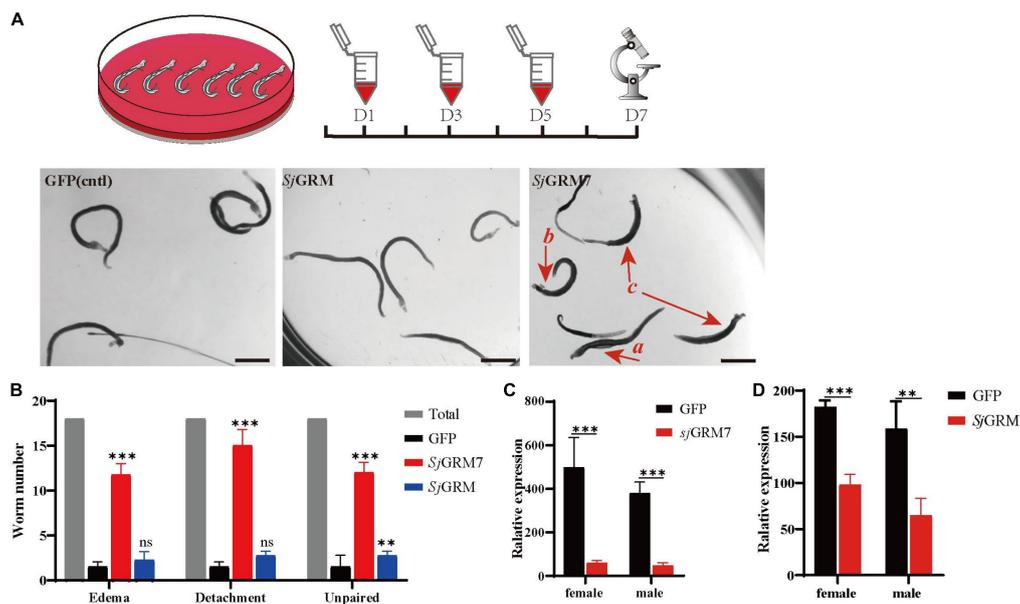 A
D1 D3 D5 D7
GFP(cntl)
SjGRM
SjGRM7
b
c
a
B
Worm number
20
15
10
5
0
***
ns
***
ns
***
**
Edema Detachment Unpaired
Total
GFP
SjGRM7
SjGRM
C
Ralative expression
800
600
400
200
0
***
***
female male
GFP
sjGRM7
D
Ralative expression
200
150
100
50
0
***
**
female male
GFP
SjGRM